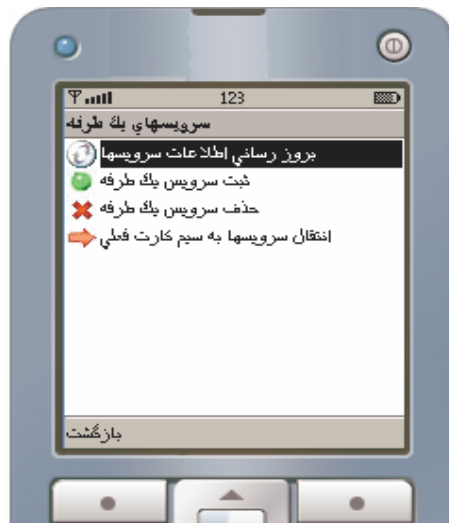 123
سرويسهاي يك طرفه
بروز رساني اطلاعات سرويسها
ثبت سرويس يك طرفه
حذف سرويس يك طرفه
انتقال سرويسها به سيم كارت فعلي
بازگشت